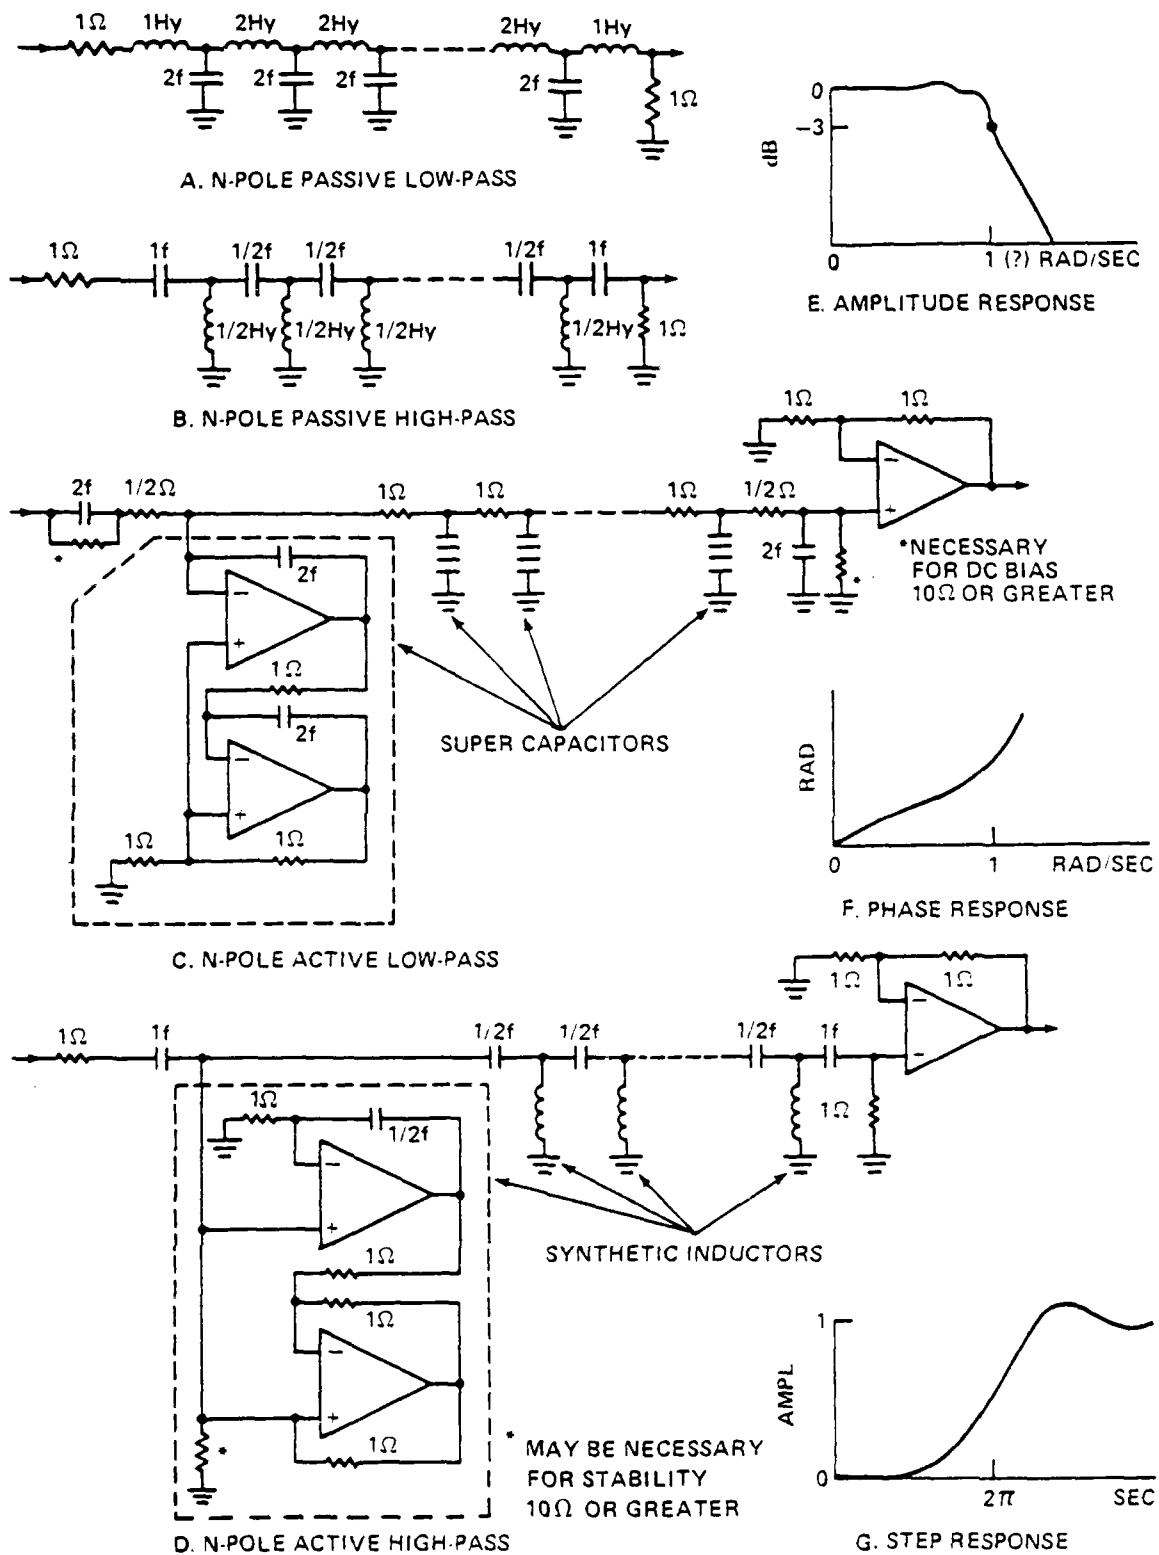 1Ω 1Hy 2Hy 2Hy 2Hy 1Hy
2f 2f 2f 2f 1Ω
A. N-POLE PASSIVE LOW-PASS
0
-3
dB
0 1 (?) RAD/SEC
E. AMPLITUDE RESPONSE
1Ω 1f 1/2f 1/2f 1/2f 1f
1/2Hy 1/2Hy 1/2Hy 1/2Hy 1Ω
B. N-POLE PASSIVE HIGH-PASS
1Ω 1Ω
2f 1/2Ω 1Ω 1Ω 1Ω 1/2Ω
*
2f
2f
*
-
+
-
+
*NECESSARY
FOR DC BIAS
10Ω OR GREATER
1Ω
2f
-
+
1Ω 1Ω
SUPER CAPACITORS
C. N-POLE ACTIVE LOW-PASS
RAD
0 1 RAD/SEC
F. PHASE RESPONSE
1Ω 1Ω
-
-
1Ω 1f 1/2f 1/2f 1/2f 1f
1Ω
1Ω
1/2f
-
+
1Ω
1Ω
-
+
1Ω
*
SYNTHETIC INDUCTORS
*
MAY BE NECESSARY
FOR STABILITY
10Ω OR GREATER
D. N-POLE ACTIVE HIGH-PASS
1
AMPL
0
2π SEC
G. STEP RESPONSE